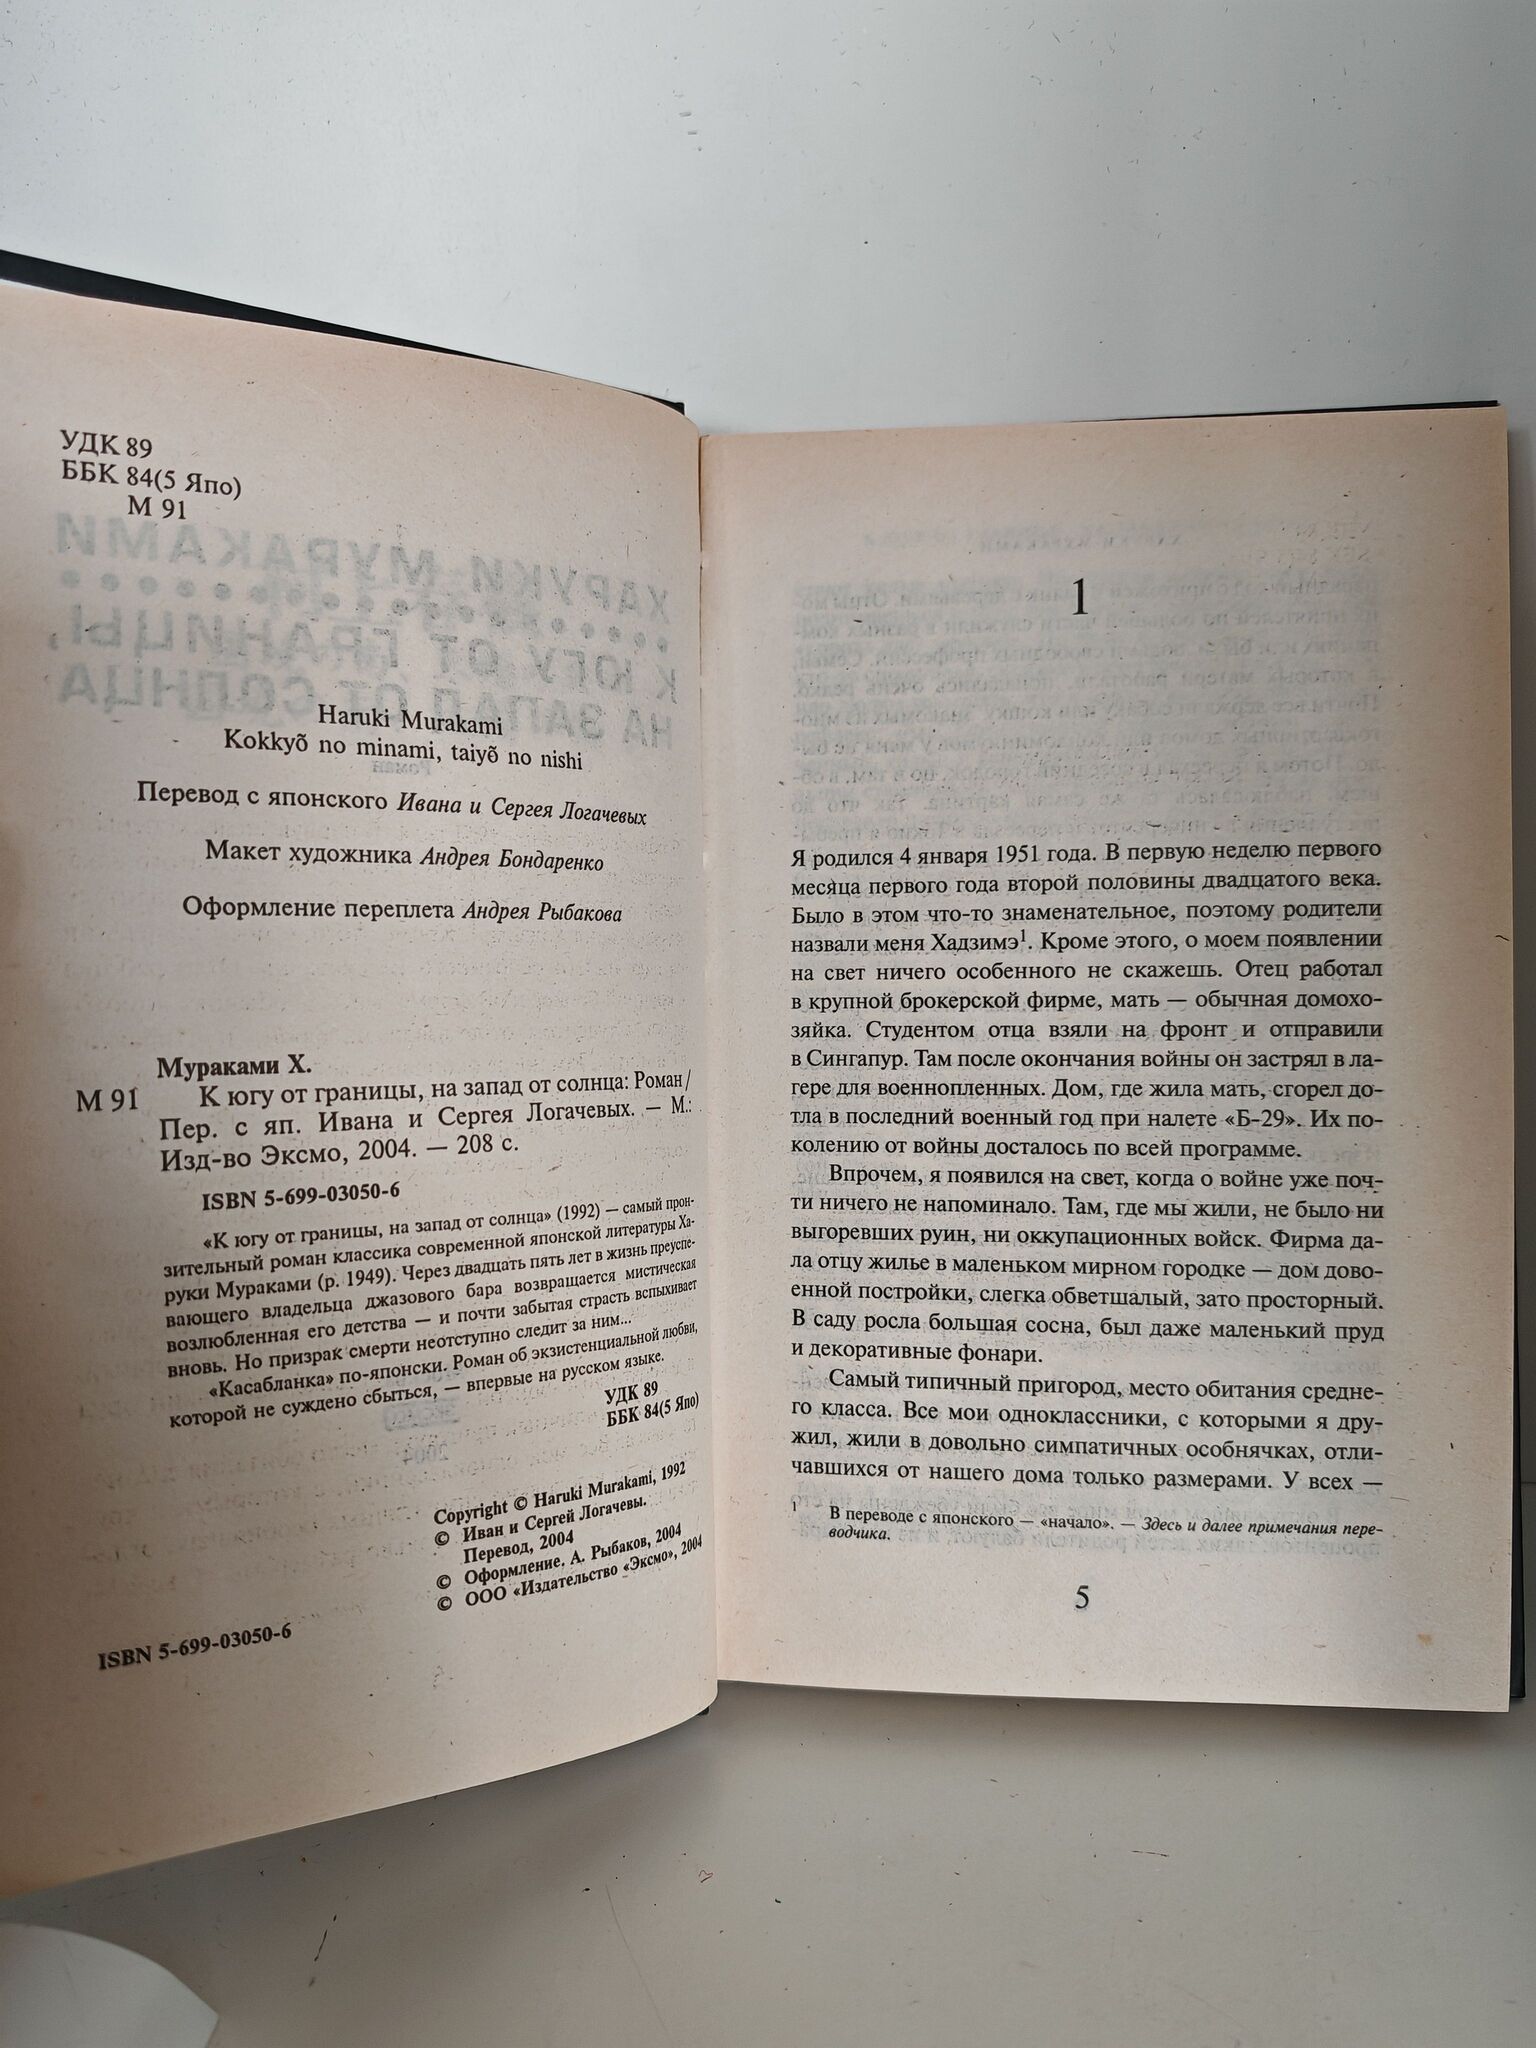 УДК 89
ББК 84(5 Япо)
М 91
Haruki Murakami
Kokkyõ no minami, taiyõ no nishi
Перевод с японского Ивана и Сергея Логачевых
Макет художника Андрея Бондаренко
Оформление переплета Андрея Рыбакова
Мураками Х.
М 91
К югу от границы, на запад от солнца: Роман/
Пер. с яп. Ивана и Сергея Логачевых. — М.:
Изд-во Эксмо, 2004. — 208 с.
ISBN 5-699-03050-6
«К югу от границы, на запад от солнца» (1992) — самый прон-
зительный роман классика современной японской литературы Ха-
руки Мураками (р. 1949). Через двадцать пять лет в жизнь преуспе-
вающего владельца джазового бара возвращается мистическая
возлюбленная его детства — и почти забытая страсть вспыхивает
вновь. Но призрак смерти неотступно следит за ним...
«Касабланка» по-японски. Роман об экзистенциальной любви,
которой не суждено сбыться, — впервые на русском языке.
УДК 89
ББК 84(5 Япо)
Copyright © Haruki Murakami, 1992
© Иван и Сергей Логачевы.
Перевод, 2004
© Оформление. А. Рыбаков, 2004
© ООО «Издательство «Эксмо», 2004
ISBN 5-699-03050-6
1
Я родился 4 января 1951 года. В первую неделю первого
месяца первого года второй половины двадцатого века.
Было в этом что-то знаменательное, поэтому родители
назвали меня Хадзимэ1. Кроме этого, о моем появлении
на свет ничего особенного не скажешь. Отец работал
в крупной брокерской фирме, мать — обычная домохо-
зяйка. Студентом отца взяли на фронт и отправили
в Сингапур. Там после окончания войны он застрял в ла-
гере для военнопленных. Дом, где жила мать, сгорел до-
тла в последний военный год при налете «Б-29». Их по-
колению от войны досталось по всей программе.
Впрочем, я появился на свет, когда о войне уже поч-
ти ничего не напоминало. Там, где мы жили, не было ни
выгоревших руин, ни оккупационных войск. Фирма да-
ла отцу жилье в маленьком мирном городке — дом дово-
енной постройки, слегка обветшалый, зато просторный.
В саду росла большая сосна, был даже маленький пруд
и декоративные фонари.
Самый типичный пригород, место обитания средне-
го класса. Все мои одноклассники, с которыми я дру-
жил, жили в довольно симпатичных особнячках, отли-
чавшихся от нашего дома только размерами. У всех —
1 В переводе с японского — «начало». — Здесь и далее примечания пере-
водчика.
5